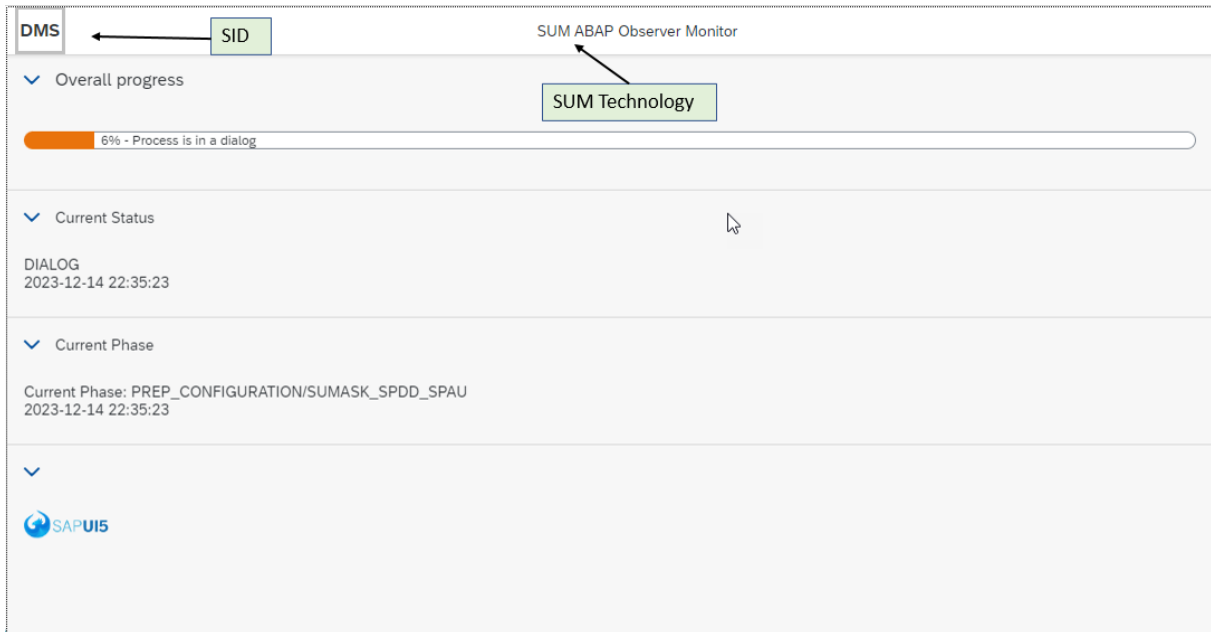 DMS
SID
SUM ABAP Observer Monitor
Overall progress
SUM Technology
6% - Process is in a dialog
Current Status
DIALOG
2023-12-14 22:35:23
Current Phase
Current Phase: PREP_CONFIGURATION/SUMASK_SPDD_SPAU
2023-12-14 22:35:23
SAPUI5